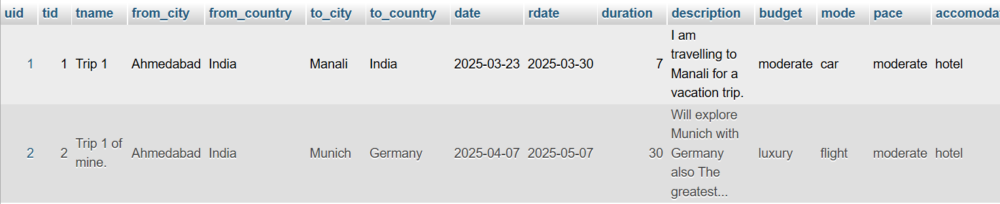 uid tid tname from_city from_country to_city to_country date rdate duration description budget mode pace accomoda
1 1 Trip 1 Ahmedabad India Manali India 2025-03-23 2025-03-30 7 I am travelling to Manali for a vacation trip. moderate car moderate hotel
2 2 Trip 1 of mine. Ahmedabad India Munich Germany 2025-04-07 2025-05-07 30 Will explore Munich with Germany also The greatest... luxury flight moderate hotel